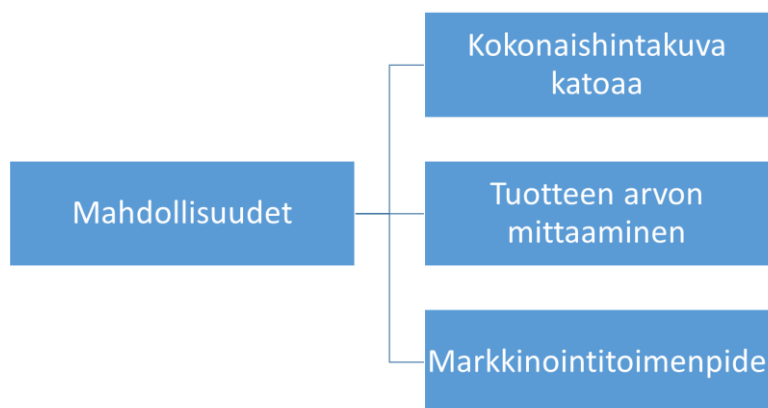 Kokonaishintakuva
katoaa
Mahdollisuudet
Tuotteen arvon
mittaaminen
Markkinointitoimenpide